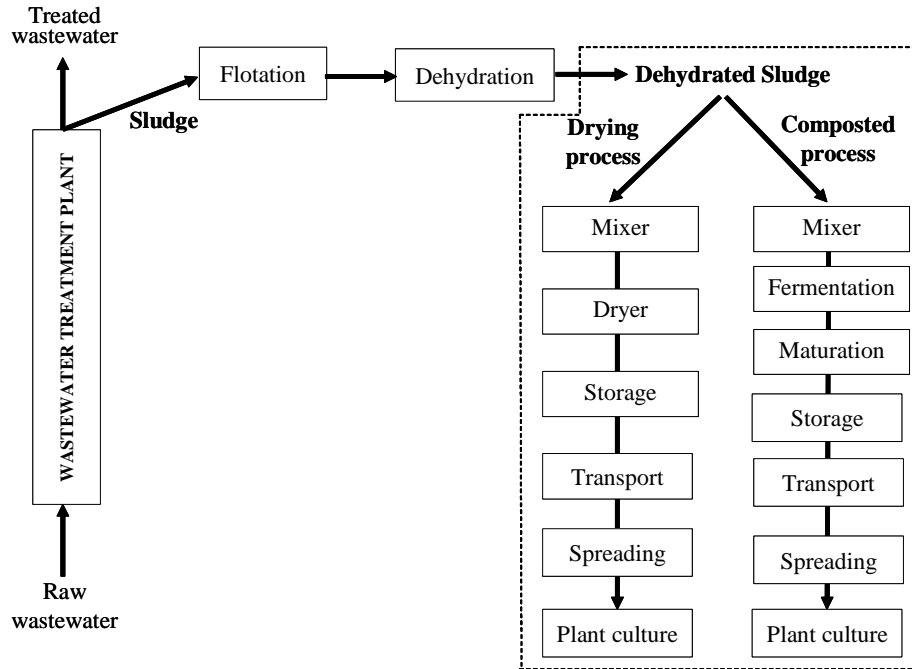 Treated
wastewater
Flotation
Dehydration
Dehydrated Sludge
Sludge
Drying
process
Composted
process
WASTEWATER TREATMENT PLANT
Mixer
Dryer
Storage
Transport
Spreading
Plant culture
Mixer
Fermentation
Maturation
Storage
Transport
Spreading
Plant culture
Raw
wastewater